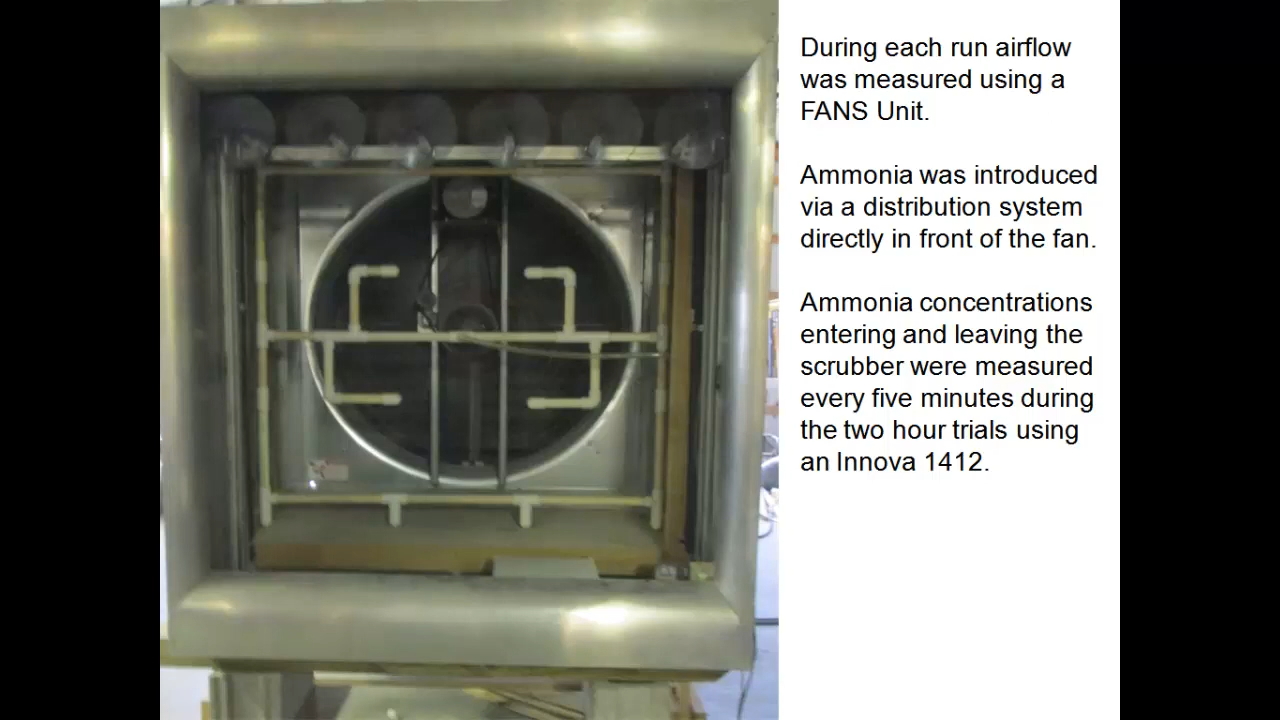 During each run airflow
was measured using a
FANS Unit.
Ammonia was introduced
via a distribution system
directly in front of the fan.
Ammonia concentrations
entering and leaving the
scrubber were measured
every five minutes during
the two hour trials using
an Innova 1412.